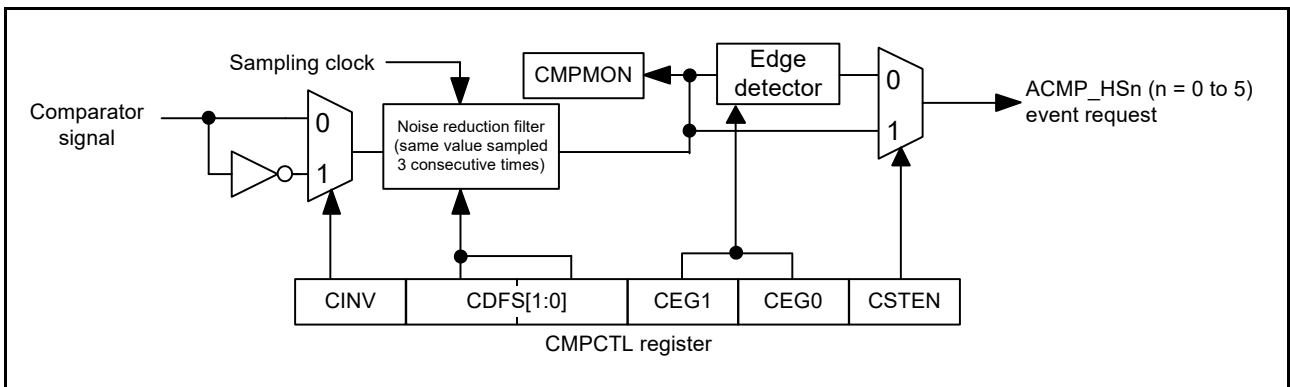 Sampling clock
CMPMON
Edge
detector
0
1
ACMP_HSn (n = 0 to 5)
event request
Comparator
signal
0
1
Noise reduction filter
(same value sampled
3 consecutive times)
CINV
CDFS[1:0]
CEG1
CEG0
CSTEN
CMPCTL register